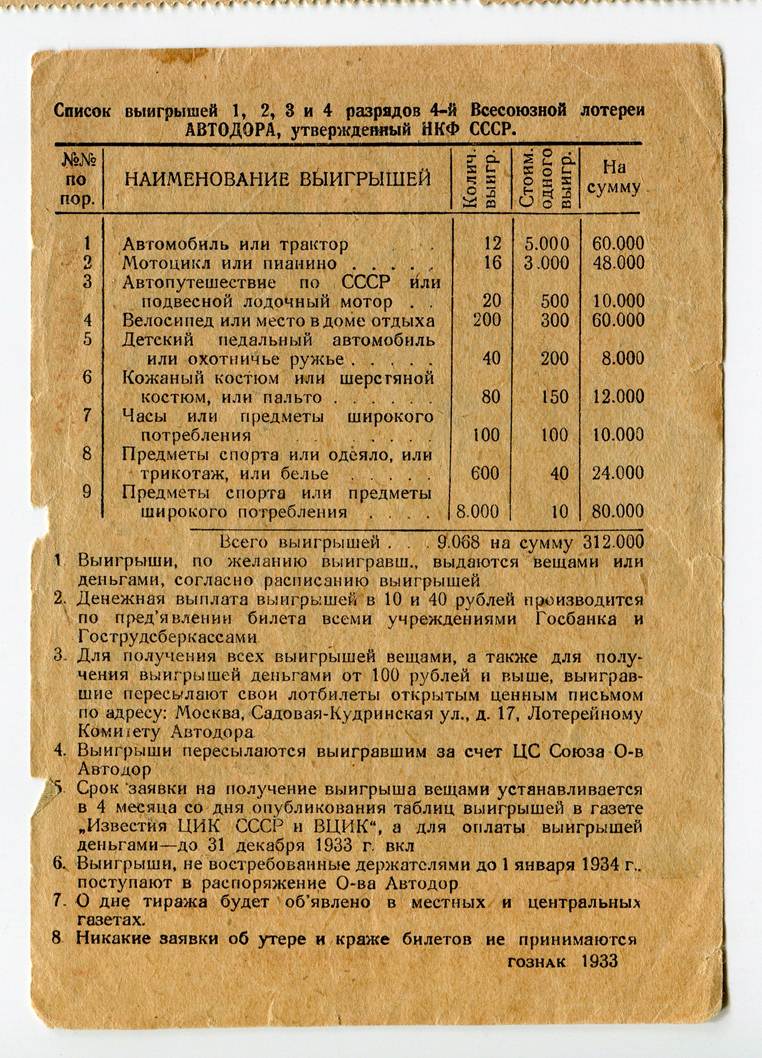 Список выигрышей 1, 2, 3 и 4 разрядов 4-й Всесоюзной лотереи
АВТОДОРА, утвержденный НКФ СССР.
№№ по пор. НАИМЕНОВАНИЕ ВЫИГРЫШЕЙ Колич. выигр. Стоим. одного выигр. На сумму
1 Автомобиль или трактор . . . 12 5.000 60.000
2 Мотоцикл или пианино . . . . . 16 3.000 48.000
3 Автопутешествие по СССР или
подвесной лодочный мотор . . 20 500 10.000
4 Велосипед или место в доме отдыха 200 300 60.000
5 Детский педальный автомобиль
или охотничье ружье . . . . . 40 200 8.000
6 Кожаный костюм или шерстяной
костюм, или пальто . . . . . . 80 150 12.000
7 Часы или предметы широкого
потребления . . . . . . 100 100 10.000
8 Предметы спорта или одеяло, или
трикотаж, или белье . . . . . 600 40 24.000
9 Предметы спорта или предметы
широкого потребления . . . . 8.000 10 80.000
Всего выигрышей . . . 9.068 на сумму 312.000
1 Выигрыши, по желанию выигравш., выдаются вещами или
деньгами, согласно расписанию выигрышей
2. Денежная выплата выигрышей в 10 и 40 рублей производится
по пред'явлении билета всеми учреждениями Госбанка и
Гострудсберкассами
3. Для получения всех выигрышей вещами, а также для полу-
чения выигрышей деньгами от 100 рублей и выше, выиграв-
шие пересылают свои лотбилеты открытым ценным письмом
по адресу: Москва, Садовая-Кудринская ул., д. 17, Лотерейному
Комитету Автодора
4. Выигрыши пересылаются выигравшим за счет ЦС Союза О-в
Автодор
5 Срок заявки на получение выигрыша вещами устанавливается
в 4 месяца со дня опубликования таблиц выигрышей в газете
„Известия ЦИК СССР и ВЦИК“, а для оплаты выигрышей
деньгами—до 31 декабря 1933 г. вкл
6. Выигрыши, не востребованные держателями до 1 января 1934 г.,
поступают в распоряжение О-ва Автодор
7. О дне тиража будет об'явлено в местных и центральных
газетах.
8 Никакие заявки об утере и краже билетов не принимаются
ГОЗНАК 1933